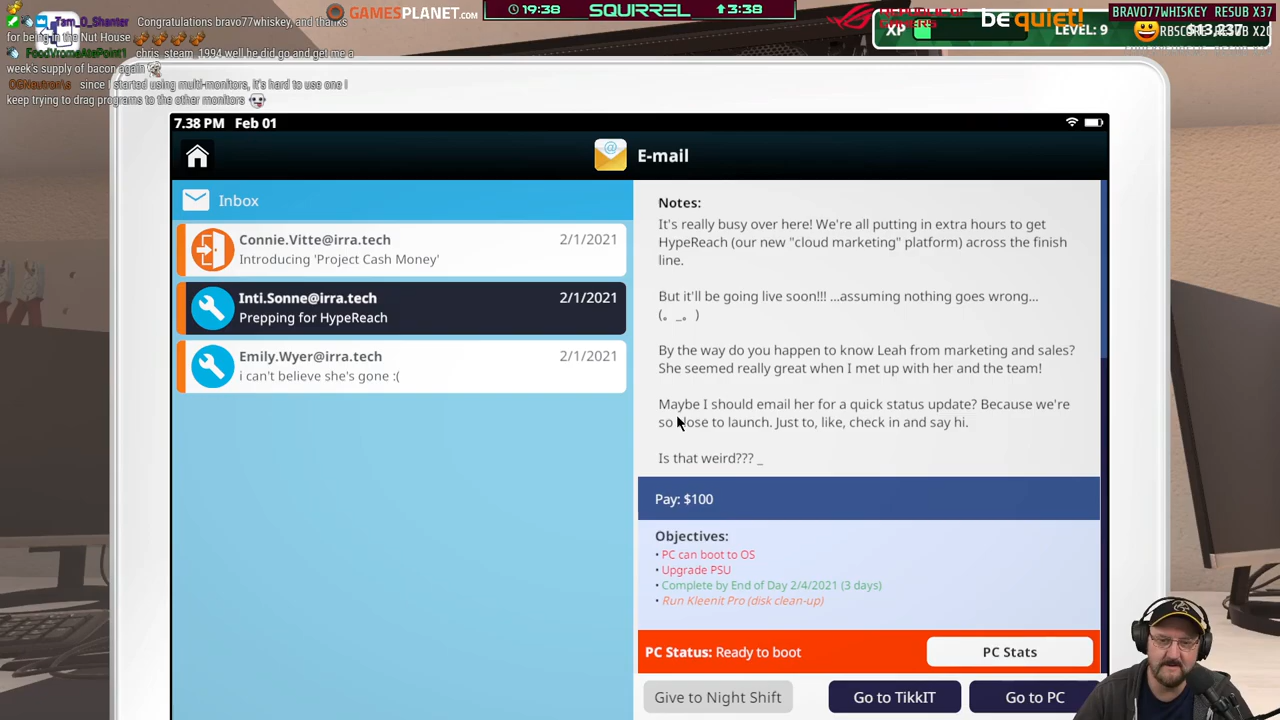 Tam_O_Shanter Congratulations bravo77whiskey, and thanks
for being in the Nut House
FoodVromeAtePoint1 chris_steam_1994 well he did go and get me a
weeks supply of bacon again
OGNeutron\s since I started using multi-monitors, it's hard to use one I
keep trying to drag programs to the other monitors
GAMESPLANET.COM
19:38 SQUIRREL 3:38
REPUBLIC OF
be quiet!
BRAVO77WHISKEY RESUB X37
RBSCORE RESUB X20
XP LEVEL: 9
7.38 PM Feb 01
E-mail
Inbox
Connie.Vitte@irra.tech 2/1/2021
Introducing 'Project Cash Money'
Inti.Sonne@irra.tech 2/1/2021
Prepping for HypeReach
Emily.Wyer@irra.tech 2/1/2021
i can't believe she's gone :(
Notes:
It's really busy over here! We're all putting in extra hours to get
HypeReach (our new "cloud marketing" platform) across the finish
line.
But it'll be going live soon!!! ...assuming nothing goes wrong...
(。_。)
By the way do you happen to know Leah from marketing and sales?
She seemed really great when I met up with her and the team!
Maybe I should email her for a quick status update? Because we're
so close to launch. Just to, like, check in and say hi.
Is that weird??? _
Pay: $100
Objectives:
• PC can boot to OS
• Upgrade PSU
• Complete by End of Day 2/4/2021 (3 days)
• Run Kleenit Pro (disk clean-up)
PC Status: Ready to boot
PC Stats
Give to Night Shift
Go to TikkIT
Go to PC